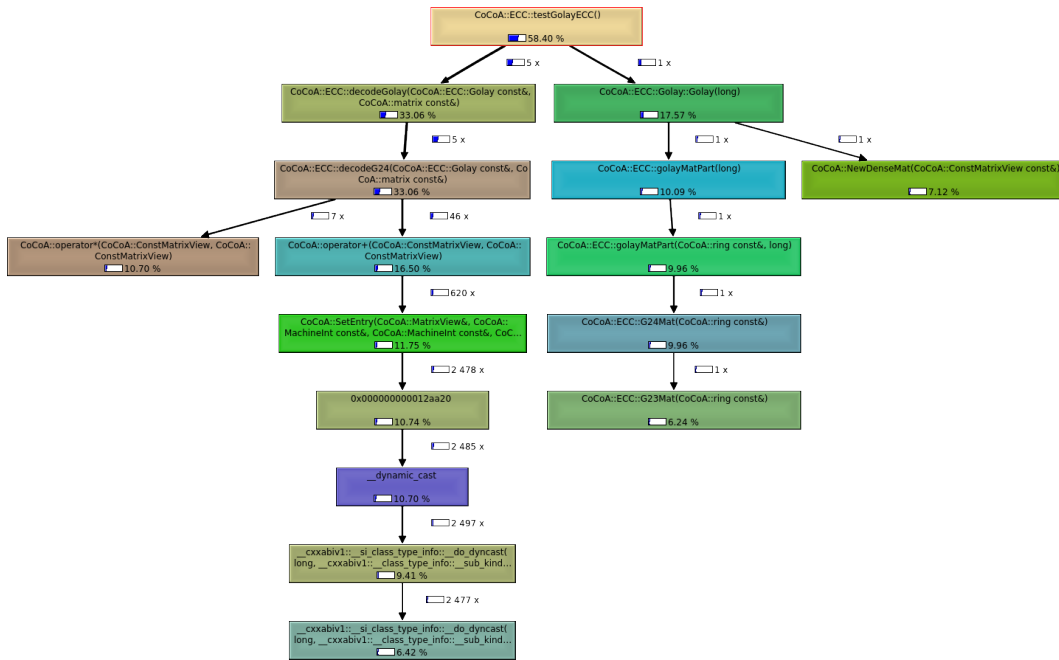 CoCoA::ECC::testGolayECC()
58.40 %
5 x
1 x
CoCoA::ECC::decodeGolay(CoCoA::ECC::Golay const&,
CoCoA::matrix const&)
33.06 %
CoCoA::ECC::Golay::Golay(long)
17.57 %
5 x
1 x
1 x
CoCoA::ECC::decodeG24(CoCoA::ECC::Golay const&, Co
CoA::matrix const&)
33.06 %
CoCoA::ECC::golayMatPart(long)
10.09 %
CoCoA::NewDenseMat(CoCoA::ConstMatrixView const&)
7.12 %
7 x
46 x
1 x
CoCoA::operator*(CoCoA::ConstMatrixView, CoCoA::
ConstMatrixView)
10.70 %
CoCoA::operator+(CoCoA::ConstMatrixView, CoCoA::
ConstMatrixView)
16.50 %
CoCoA::ECC::golayMatPart(CoCoA::ring const&, long)
9.96 %
620 x
1 x
CoCoA::SetEntry(CoCoA::MatrixView&, CoCoA::
MachineInt const&, CoCoA::MachineInt const&, CoC...
11.75 %
CoCoA::ECC::G24Mat(CoCoA::ring const&)
9.96 %
2 478 x
1 x
0x000000000012aa20
10.74 %
CoCoA::ECC::G23Mat(CoCoA::ring const&)
6.24 %
2 485 x
__dynamic_cast
10.70 %
2 497 x
__cxxabiv1::__si_class_type_info::__do_dyncast(
long, __cxxabiv1::__class_type_info::__sub_kind...
9.41 %
2 477 x
__cxxabiv1::__si_class_type_info::__do_dyncast(
long, __cxxabiv1::__class_type_info::__sub_kind...
6.42 %